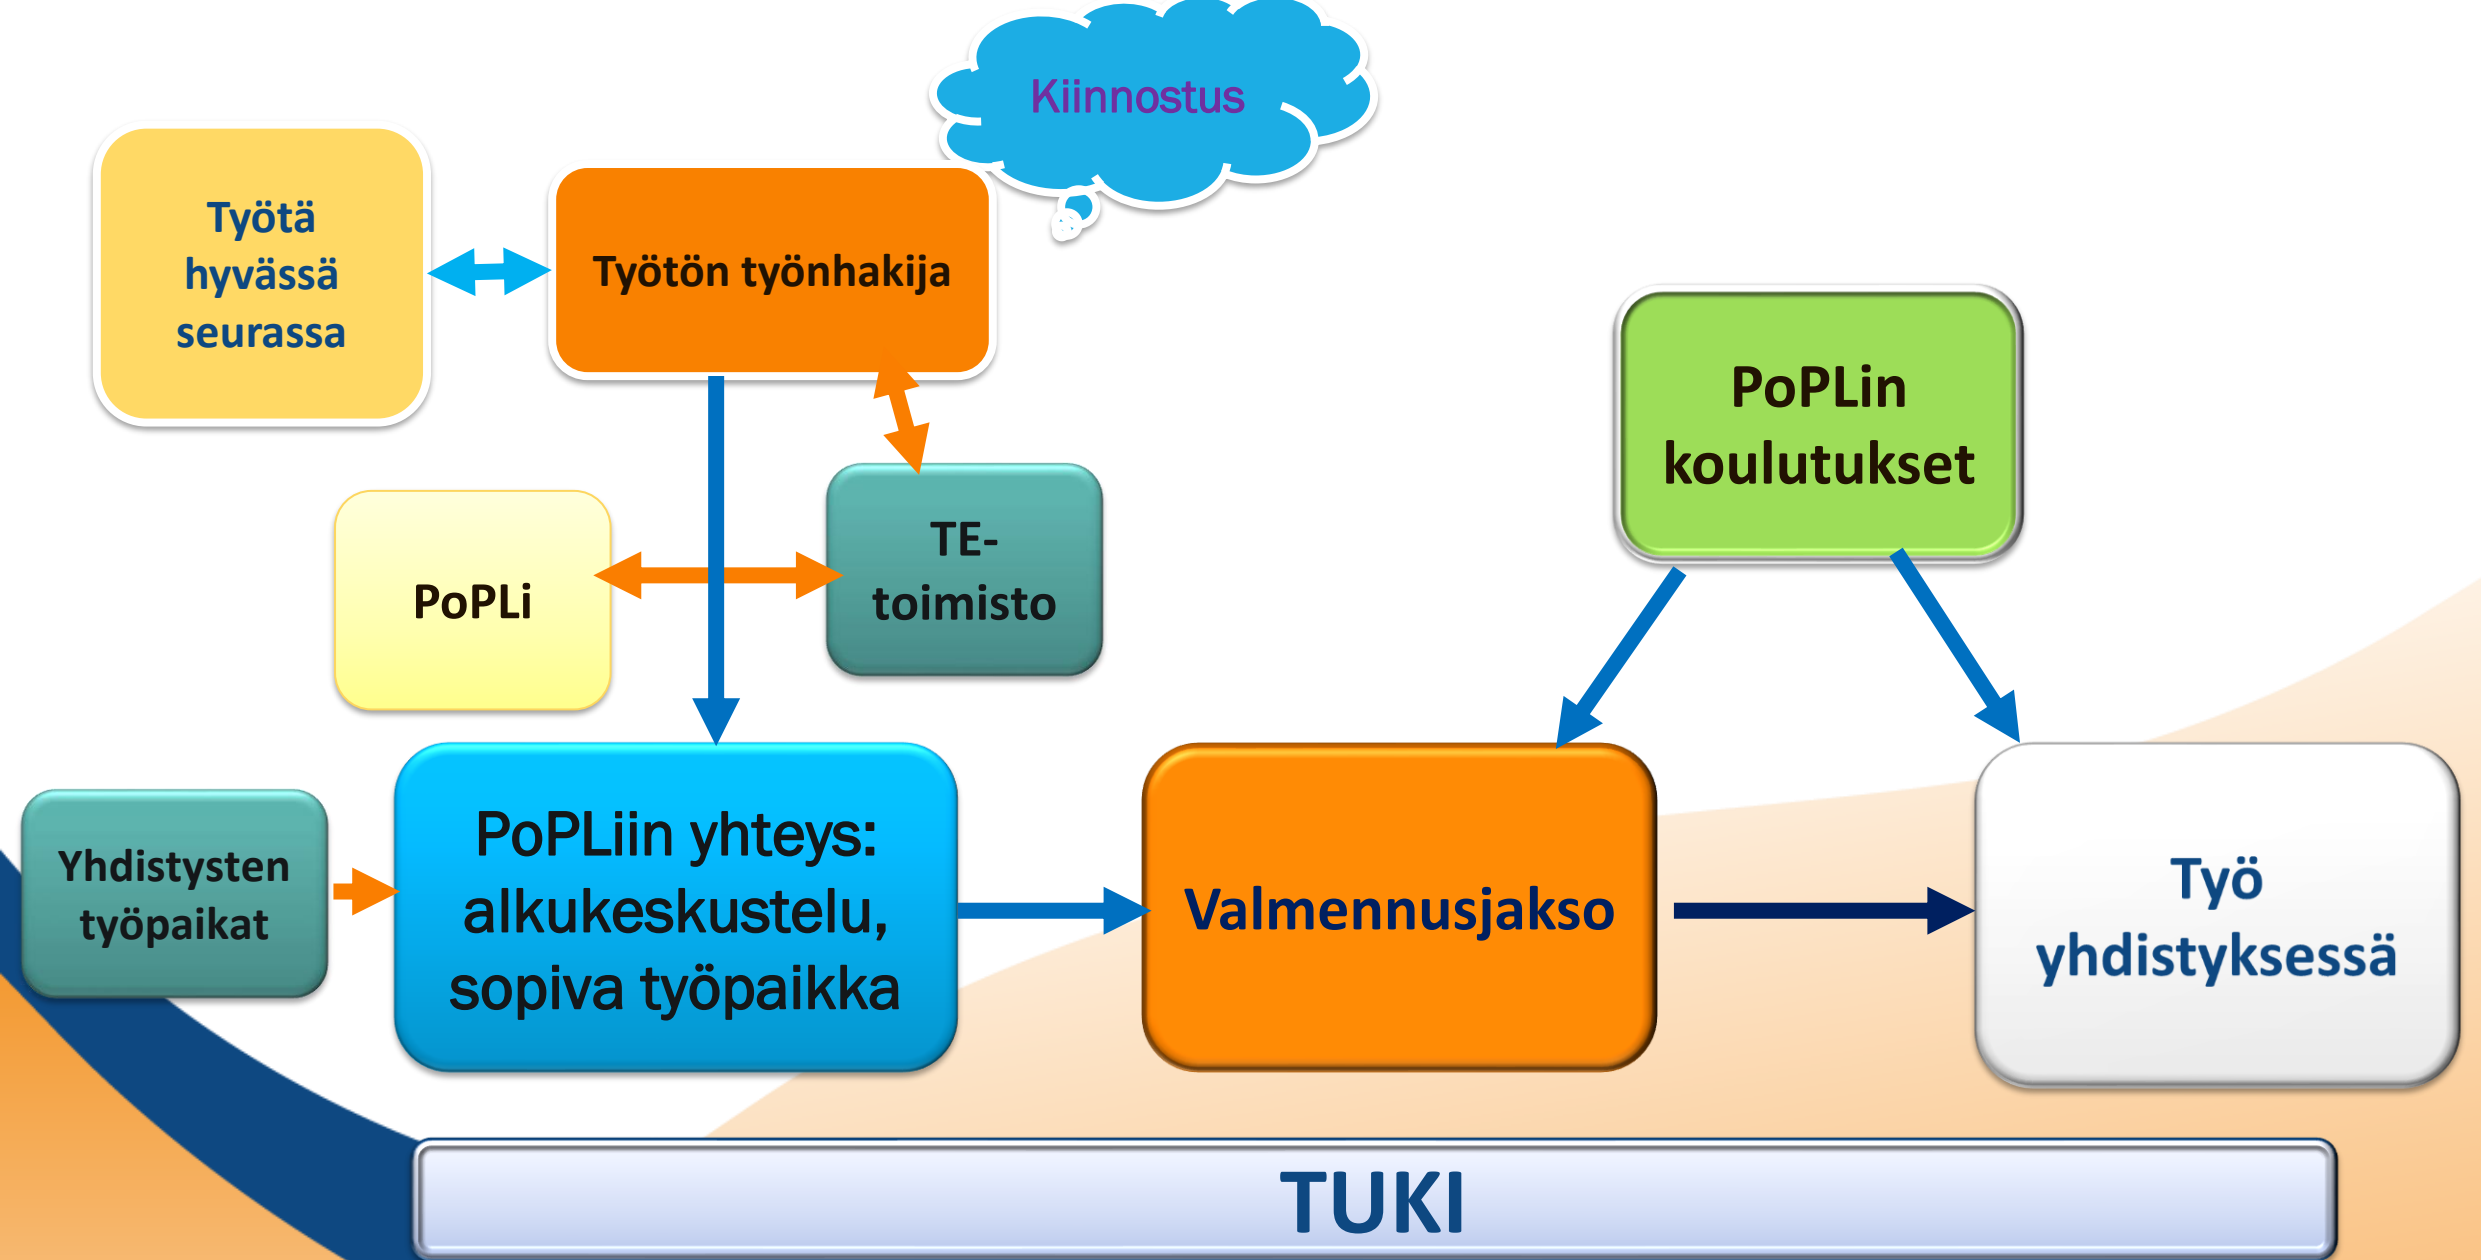 Kiinnostus
Työtä
hyvässä
seurassa
Työtön työnhakija
PoPLin
koulutukset
PoPLi
TE-
toimisto
Yhdistysten
työpaikat
PoPLiin yhteys:
alkukeskustelu,
sopiva työpaikka
Valmennusjakso
Työ
yhdistyksessä
TUKI